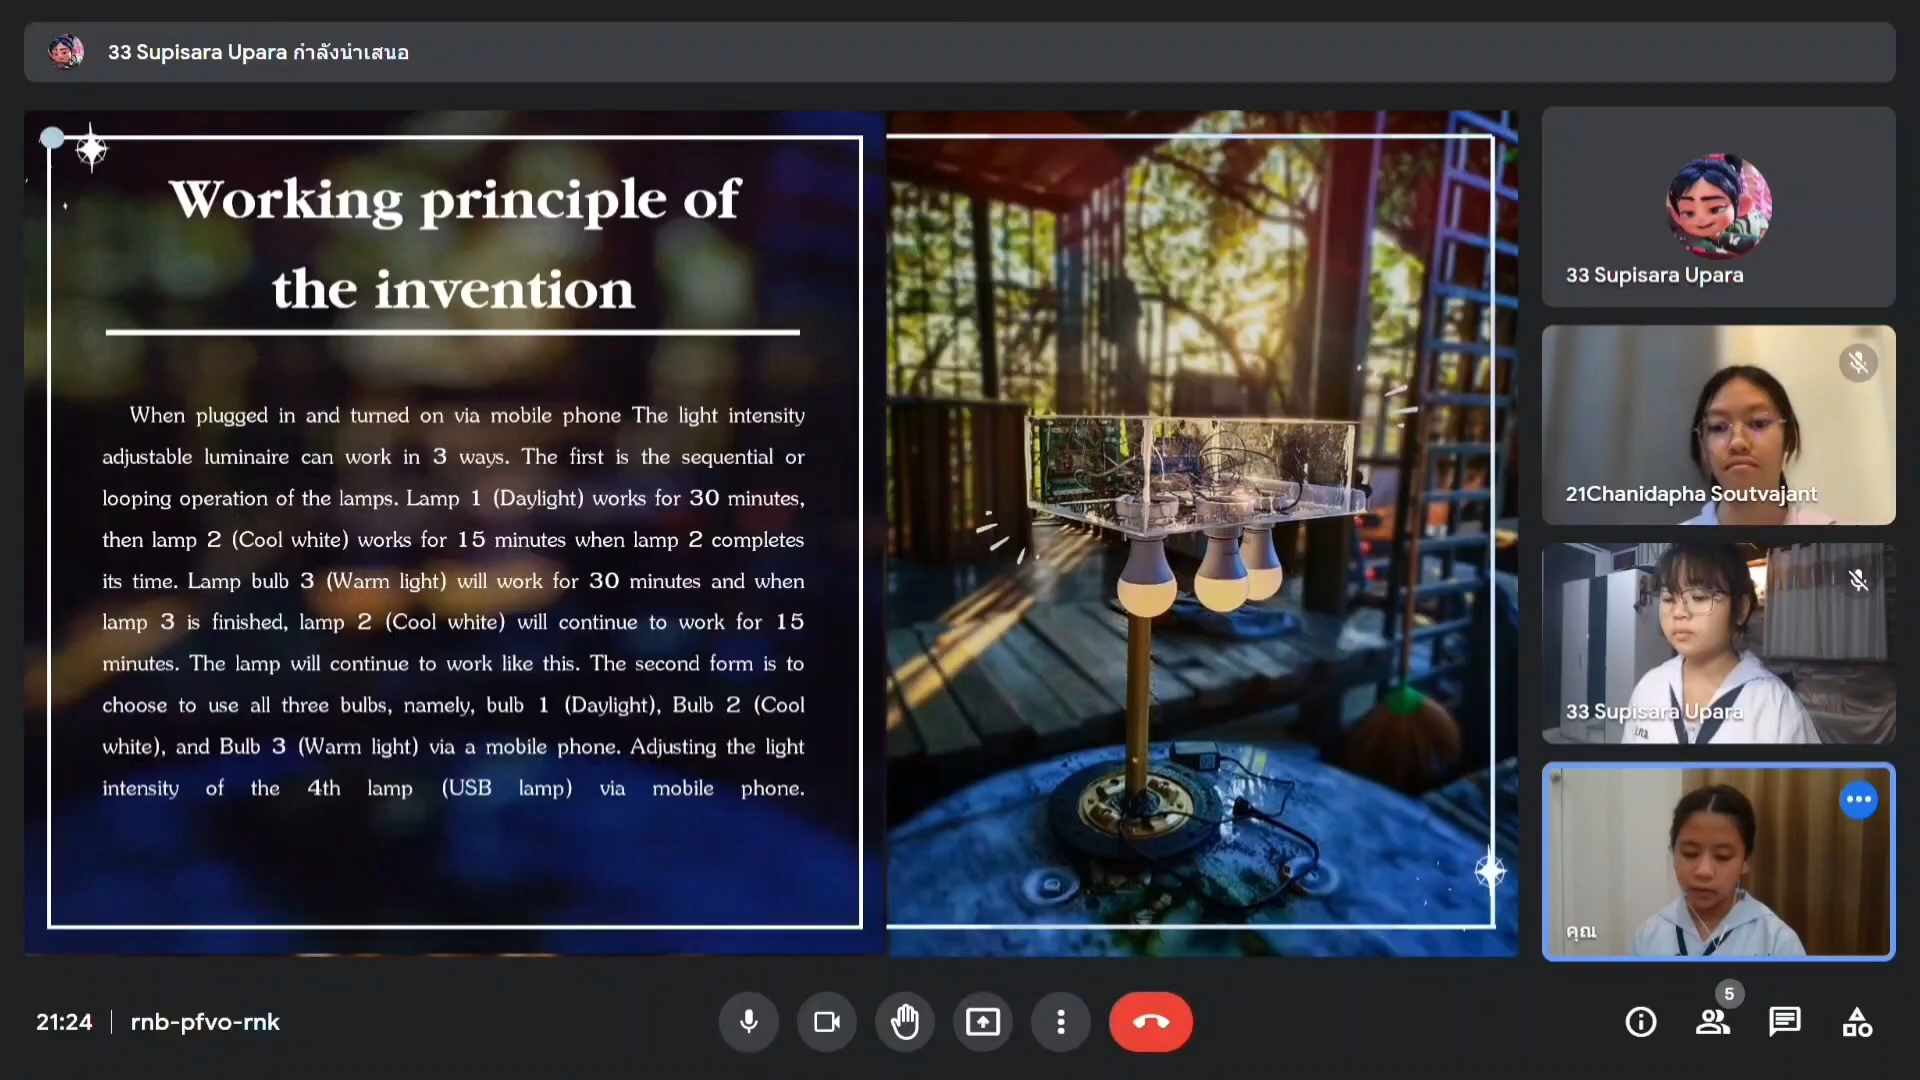 33 Supisara Upara กำลังนำเสนอ
Working principle of
the invention
When plugged in and turned on via mobile phone The light intensity
adjustable luminaire can work in 3 ways. The first is the sequential or
looping operation of the lamps. Lamp 1 (Daylight) works for 30 minutes,
then lamp 2 (Cool white) works for 15 minutes when lamp 2 completes
its time. Lamp bulb 3 (Warm light) will work for 30 minutes and when
lamp 3 is finished, lamp 2 (Cool white) will continue to work for 15
minutes. The lamp will continue to work like this. The second form is to
choose to use all three bulbs, namely, bulb 1 (Daylight), Bulb 2 (Cool
white), and Bulb 3 (Warm light) via a mobile phone. Adjusting the light
intensity of the 4th lamp (USB lamp) via mobile phone.
33 Supisara Upara
21Chanidapha Soutvajant
33 Supisara Upara
คุณ
21:24
rnb-pfvo-rnk
5